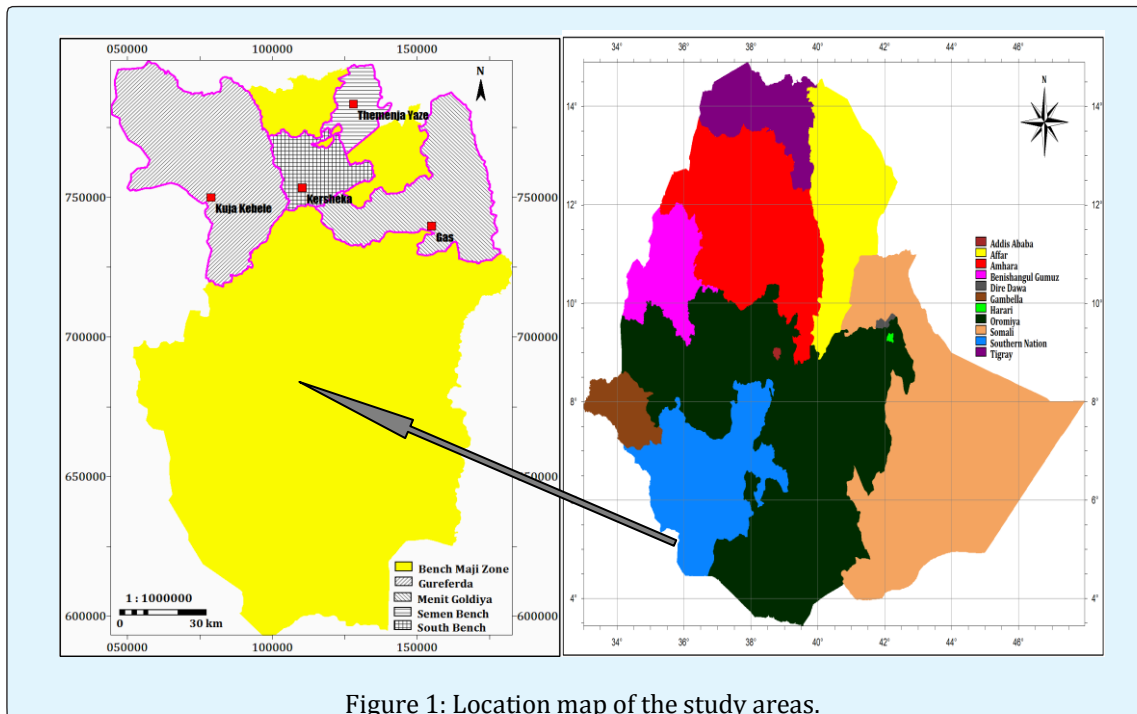 050000 100000 150000
N
Themenja Yaze
750000 Kuja Kebele Kersheka Gas 750000
700000 700000
650000 650000
Bench Maji Zone
Gureferda
Menit Goldiya
Semen Bench
South Bench
1 : 1000000
0 30 km
600000 600000
050000 100000 150000
34° 36° 38° 40° 42° 44° 46°
N
14° 14°
12° 12°
Addis Ababa
Affar
Amhara
Benishangul Gumuz
Dire Dawa
Gambella
Harari
Oromiya
Somali
Southern Nation
Tigray
10° 10°
8° 8°
6° 6°
4° 4°
34° 36° 38° 40° 42° 44° 46°
Figure 1: Location map of the study areas.